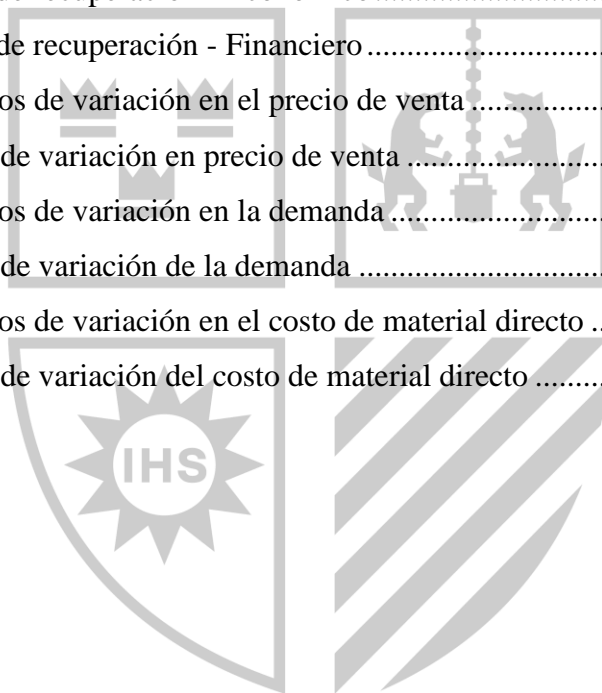 de recuperación - Financiero.......................
os de variación en el precio de venta.................
de variación en precio de venta.........................
os de variación en la demanda...........................
de variación de la demanda...............................
os de variación en el costo de material directo ..
de variación del costo de material directo .........
IHS